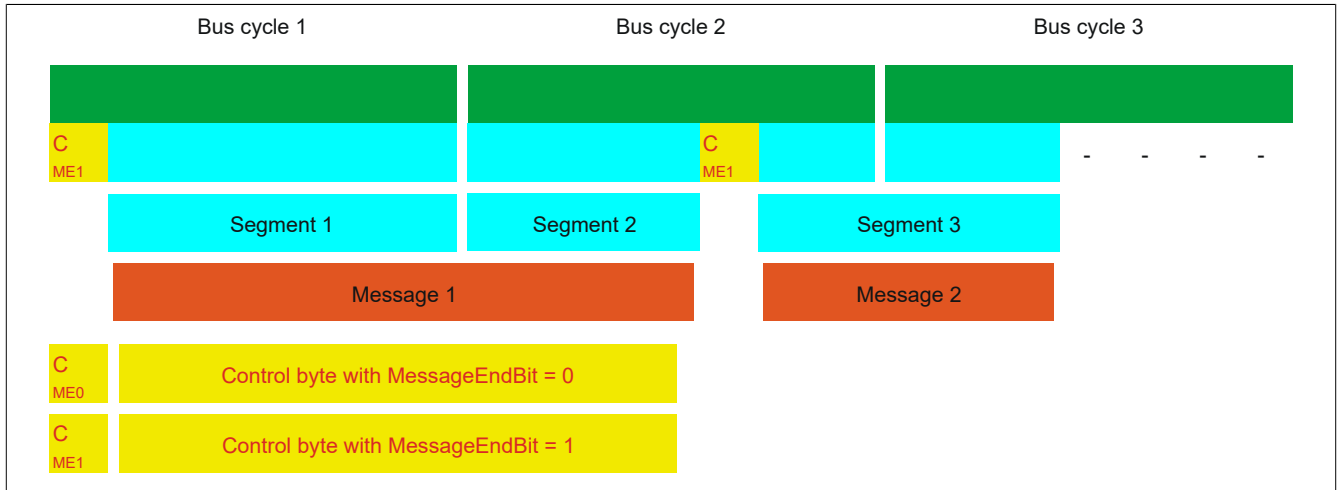 Bus cycle 1 Bus cycle 2 Bus cycle 3
C C
ME1 ME1 - - - -
Segment 1 Segment 2 Segment 3
Message 1 Message 2
C
ME0
Control byte with MessageEndBit = 0
C
ME1
Control byte with MessageEndBit = 1